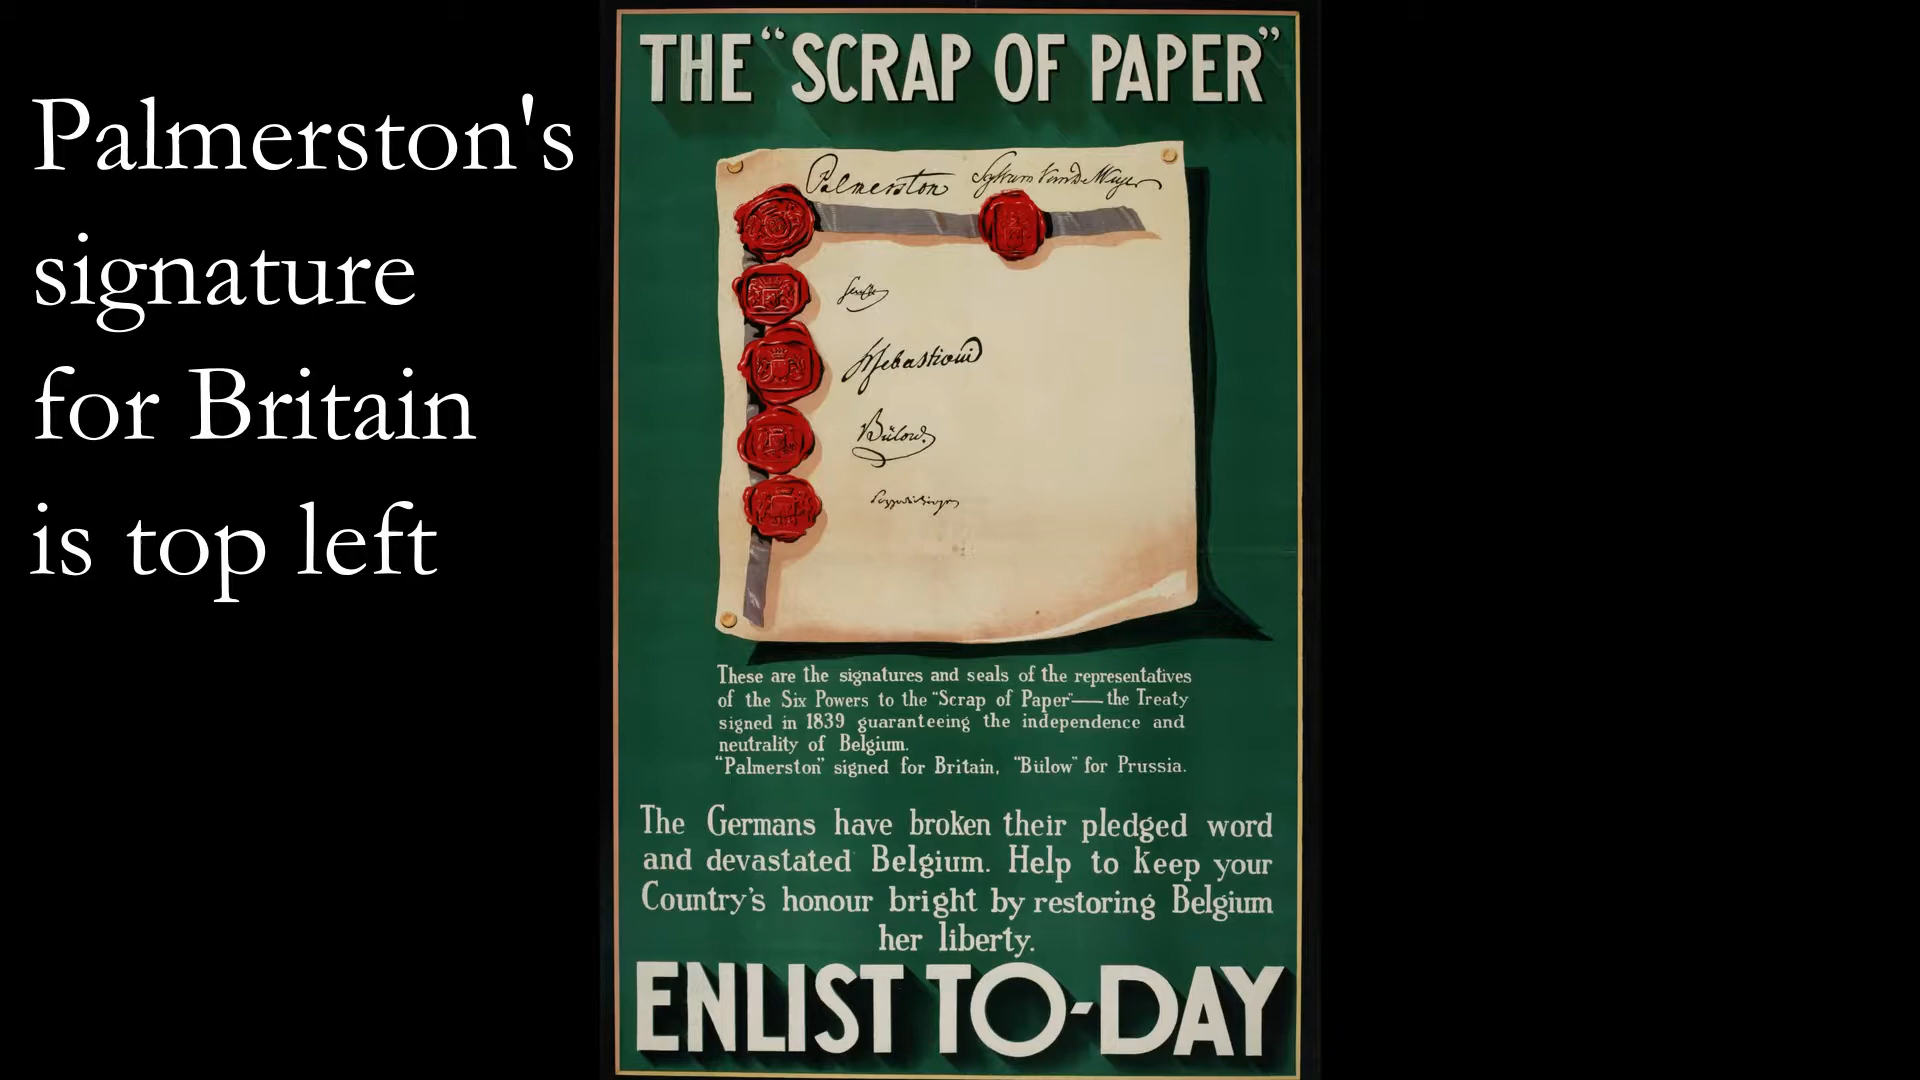 Palmerston's
signature
for Britain
is top left
THE "SCRAP OF PAPER"
Palmerston
Bülow
These are the signatures and seals of the representatives
of the Six Powers to the "Scrap of Paper"—the Treaty
signed in 1839 guaranteeing the independence and
neutrality of Belgium.
"Palmerston" signed for Britain, "Bülow" for Prussia.
The Germans have broken their pledged word
and devastated Belgium. Help to keep your
Country's honour bright by restoring Belgium
her liberty.
ENLIST TO-DAY